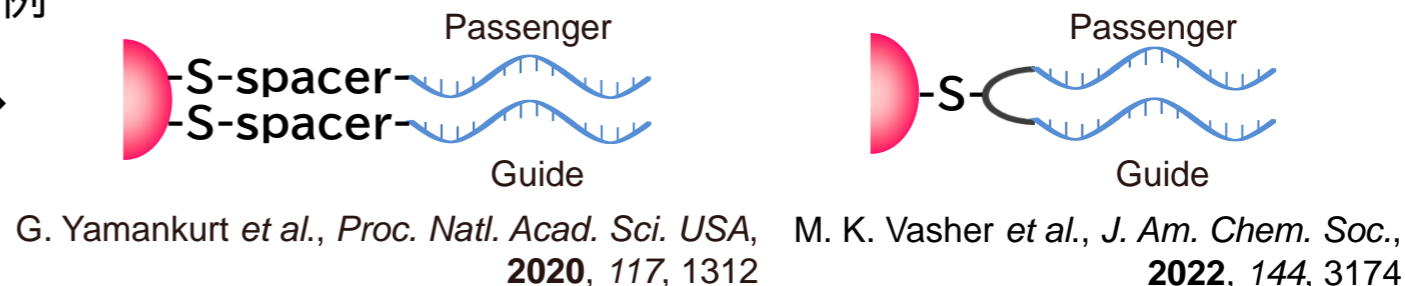 例
Passenger
-S-spacer-
-S-spacer-
Guide
G. Yamankurt et al., Proc. Natl. Acad. Sci. USA,
2020, 117, 1312
Passenger
-S-
Guide
M. K. Vasher et al., J. Am. Chem. Soc.,
2022, 144, 3174